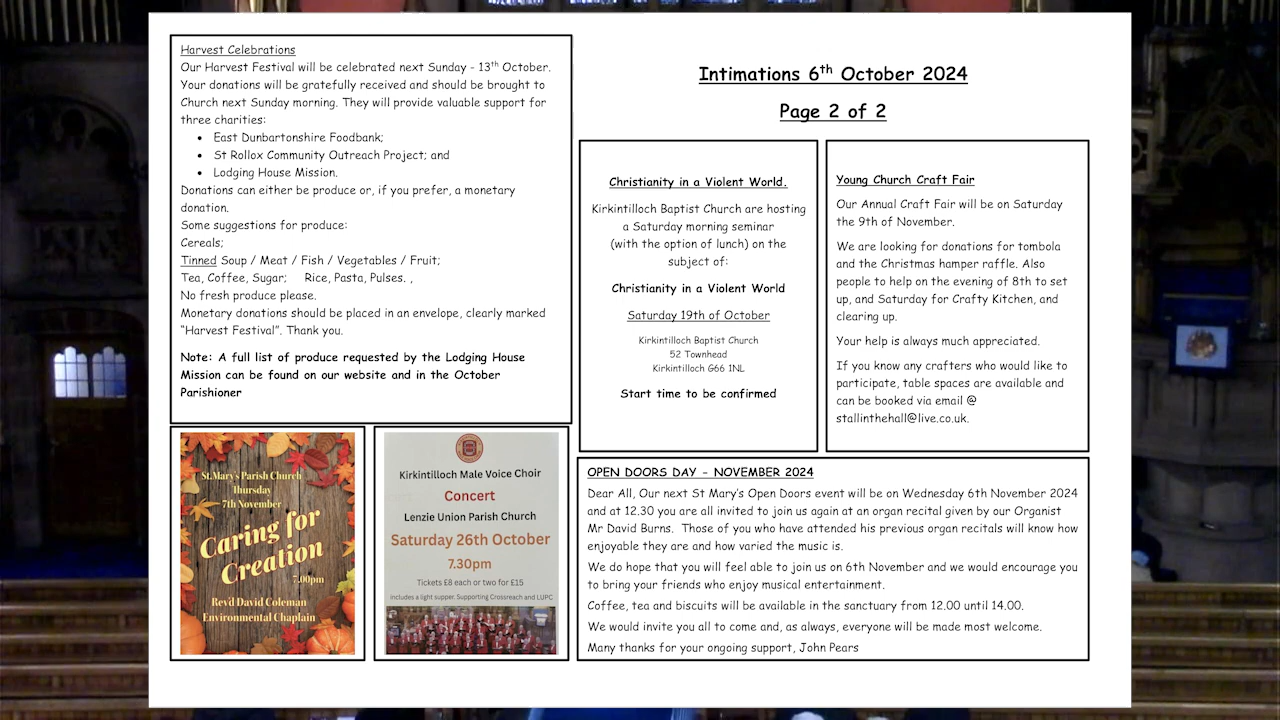 Harvest Celebrations
Our Harvest Festival will be celebrated next Sunday - 13th October.
Your donations will be gratefully received and should be brought to
Church next Sunday morning. They will provide valuable support for
three charities:
• East Dunbartonshire Foodbank;
• St Rollox Community Outreach Project; and
• Lodging House Mission.
Donations can either be produce or, if you prefer, a monetary
donation.
Some suggestions for produce:
Cereals;
Tinned Soup / Meat / Fish / Vegetables / Fruit;
Tea, Coffee, Sugar; Rice, Pasta, Pulses. ,
No fresh produce please.
Monetary donations should be placed in an envelope, clearly marked
"Harvest Festival". Thank you.
Note: A full list of produce requested by the Lodging House
Mission can be found on our website and in the October
Parishioner
Intimations 6th October 2024
Page 2 of 2
Christianity in a Violent World.
Kirkintilloch Baptist Church are hosting
a Saturday morning seminar
(with the option of lunch) on the
subject of:
Christianity in a Violent World
Saturday 19th of October
Kirkintilloch Baptist Church
52 Townhead
Kirkintilloch G66 1NL
Start time to be confirmed
Young Church Craft Fair
Our Annual Craft Fair will be on Saturday
the 9th of November.
We are looking for donations for tombola
and the Christmas hamper raffle. Also
people to help on the evening of 8th to set
up, and Saturday for Crafty Kitchen, and
clearing up.
Your help is always much appreciated.
If you know any crafters who would like to
participate, table spaces are available and
can be booked via email @
stallinthehall@live.co.uk.
St.Mary's Parish Church
Thursday
7th November
Caring for
Creation
7.00pm
Rev'd David Coleman
Environmental Chaplain
Kirkintilloch Male Voice Choir
Concert
Lenzie Union Parish Church
Saturday 26th October
7.30pm
Tickets £8 each or two for £15
includes a light supper. Supporting Crossreach and LUPC
OPEN DOORS DAY - NOVEMBER 2024
Dear All, Our next St Mary's Open Doors event will be on Wednesday 6th November 2024
and at 12.30 you are all invited to join us again at an organ recital given by our Organist
Mr David Burns. Those of you who have attended his previous organ recitals will know how
enjoyable they are and how varied the music is.
We do hope that you will feel able to join us on 6th November and we would encourage you
to bring your friends who enjoy musical entertainment.
Coffee, tea and biscuits will be available in the sanctuary from 12.00 until 14.00.
We would invite you all to come and, as always, everyone will be made most welcome.
Many thanks for your ongoing support, John Pears